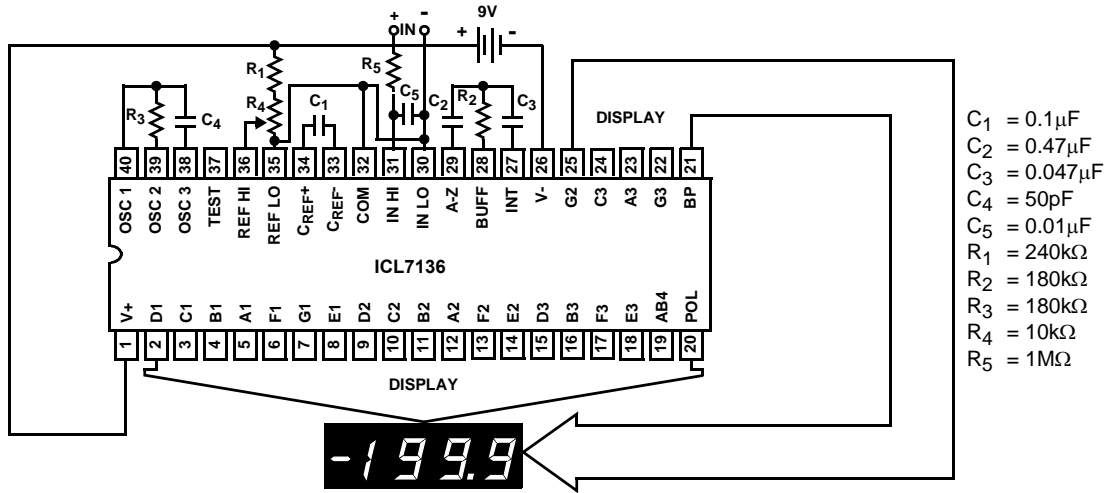 + IN -
+ 9V -
R1
R4
R5
C1
C5
C2
R2
C3
R3
C4
DISPLAY
40 39 38 37 36 35 34 33 32 31 30 29 28 27 26 25 24 23 22 21
OSC 1 OSC 2 OSC 3 TEST REF HI REF LO CREF+ CREF- COM IN HI IN LO A-Z BUFF INT V- G2 C3 A3 G3 BP
ICL7136
V+ D1 C1 B1 A1 F1 G1 E1 D2 C2 B2 A2 F2 E2 D3 B3 F3 E3 AB4 POL
1 2 3 4 5 6 7 8 9 10 11 12 13 14 15 16 17 18 19 20
DISPLAY
-199.9
C1 = 0.1μF
C2 = 0.47μF
C3 = 0.047μF
C4 = 50pF
C5 = 0.01μF
R1 = 240kΩ
R2 = 180kΩ
R3 = 180kΩ
R4 = 10kΩ
R5 = 1MΩ